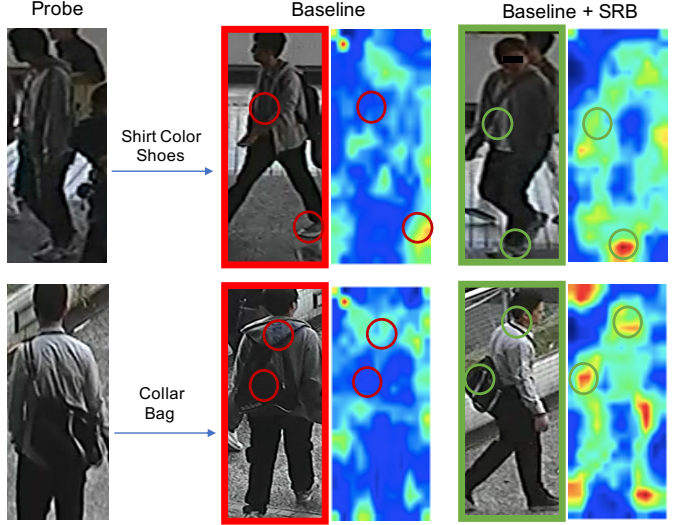 Probe
Baseline
Baseline + SRB
Shirt Color
Shoes
Collar
Bag